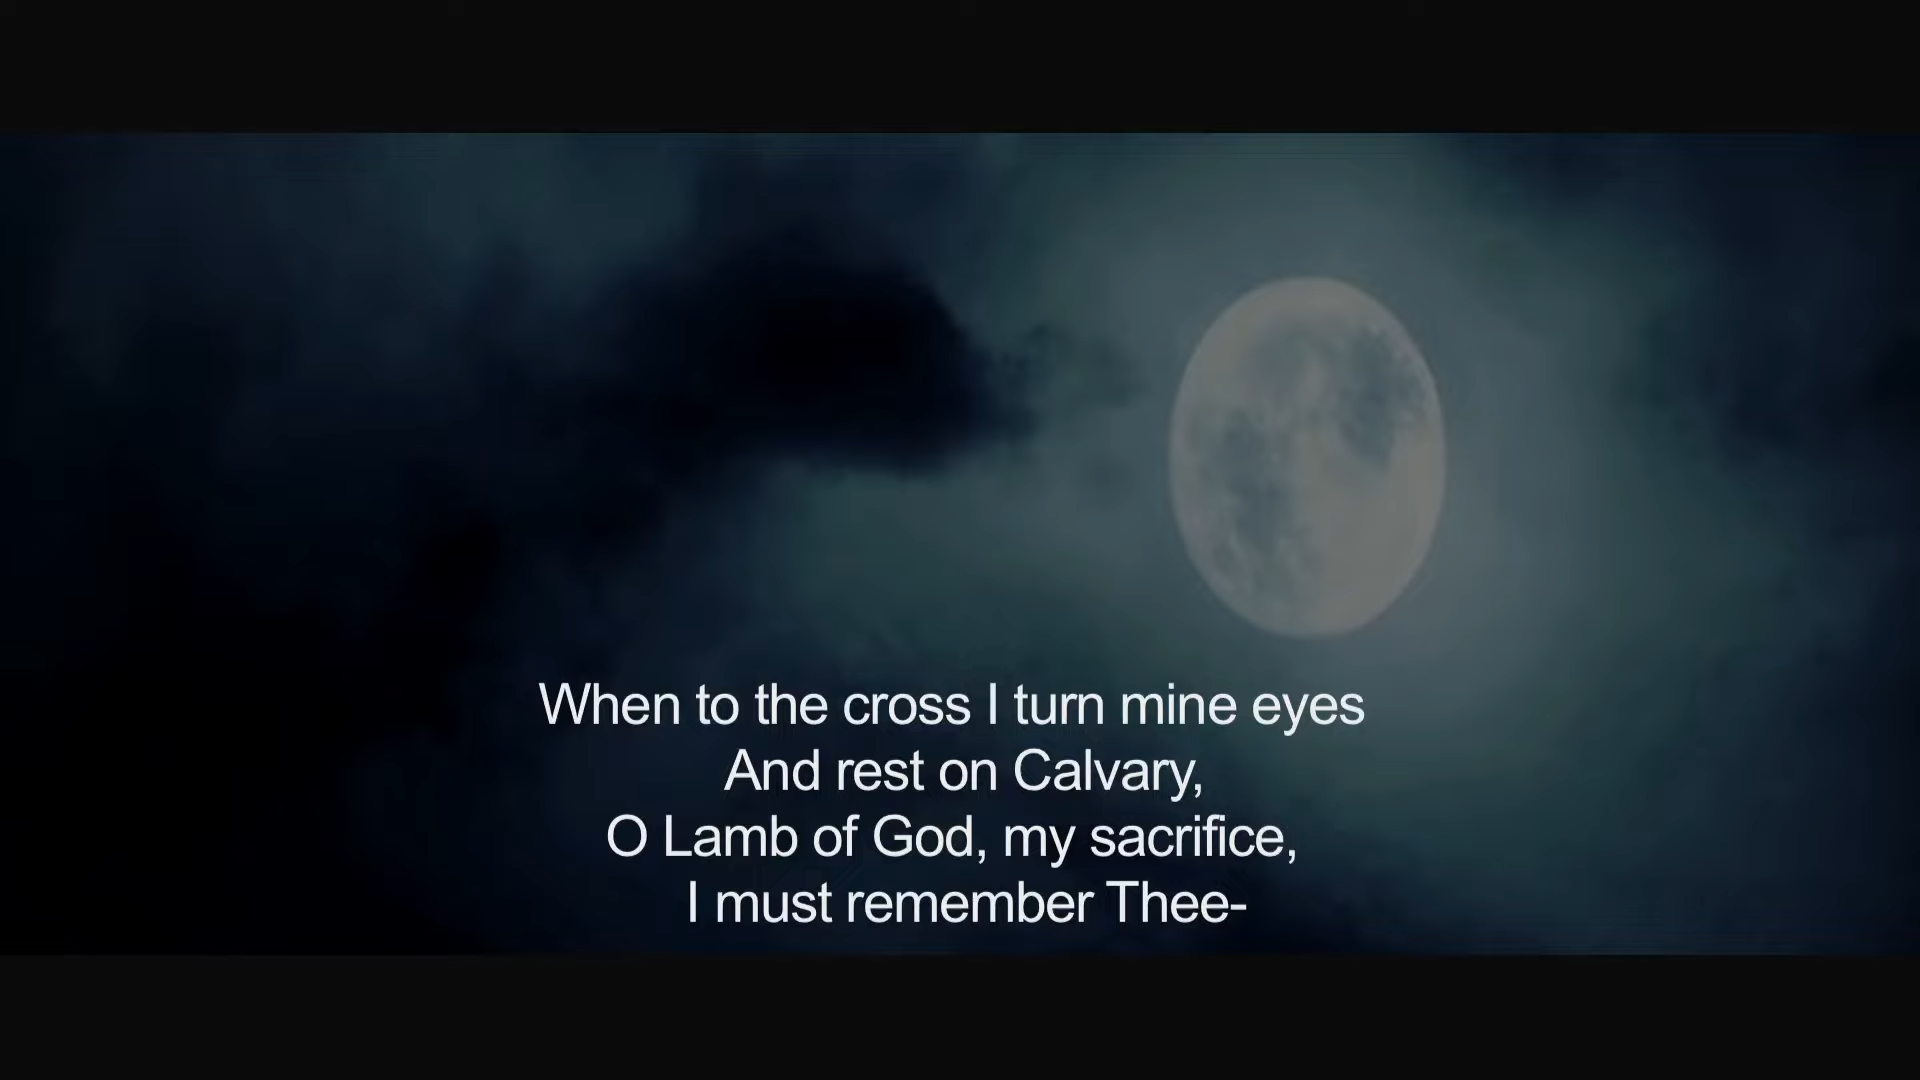 When to the cross I turn mine eyes
And rest on Calvary,
O Lamb of God, my sacrifice,
I must remember Thee-